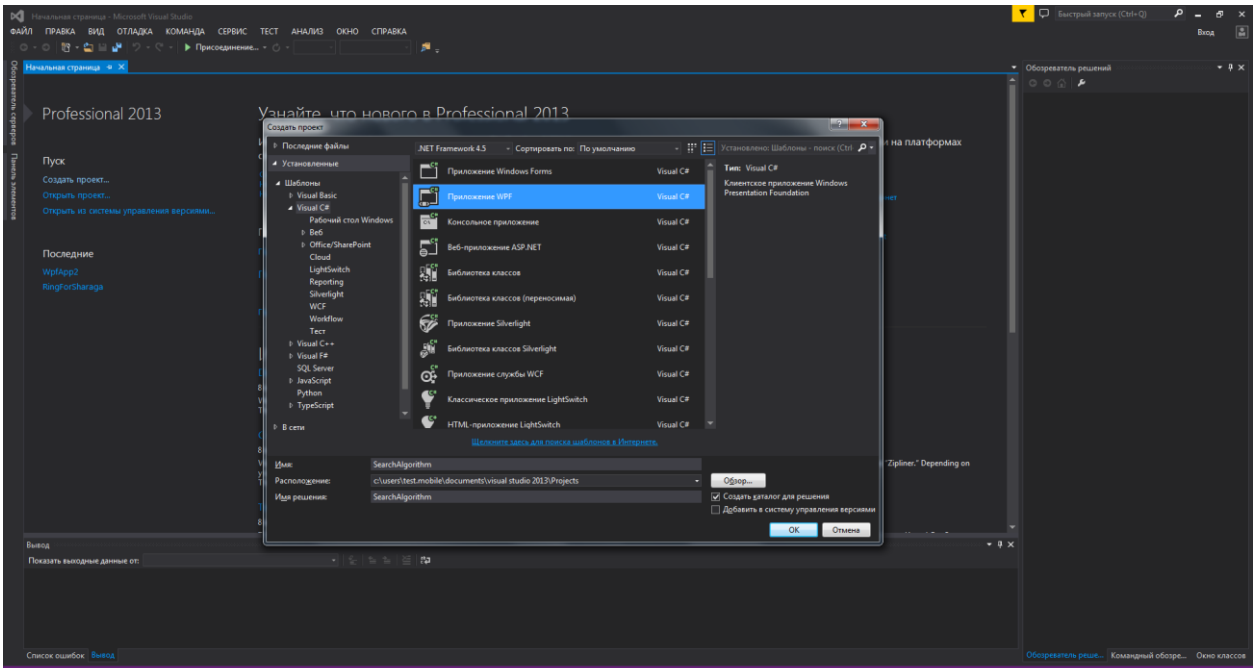 Начальная страница - Microsoft Visual Studio
Быстрый запуск (Ctrl+Q)
ФАЙЛ ПРАВКА ВИД ОТЛАДКА КОМАНДА СЕРВИС ТЕСТ АНАЛИЗ ОКНО СПРАВКА
Вход
Присоединение...
Обозреватель серверов
Панель элементов
Начальная страница
Professional 2013
Узнайте, что нового в Professional 2013
на платформах
Пуск
Создать проект...
Открыть проект...
Открыть из системы управления версиями...
Последние
WpfApp2
RingForSharaga
Создать проект
Последние файлы
.NET Framework 4.5
Сортировать по: По умолчанию
Установлено: Шаблоны - поиск (Ctrl
Установленные
Шаблоны
Visual Basic
Visual C#
Рабочий стол Windows
Веб
Office/SharePoint
Cloud
LightSwitch
Reporting
Silverlight
WCF
Workflow
Тест
Visual C++
Visual F#
SQL Server
JavaScript
Python
TypeScript
В сети
Приложение Windows Forms Visual C#
Приложение WPF Visual C#
Консольное приложение Visual C#
Веб-приложение ASP.NET Visual C#
Библиотека классов Visual C#
Библиотека классов (переносимая) Visual C#
Приложение Silverlight Visual C#
Библиотека классов Silverlight Visual C#
Приложение службы WCF Visual C#
Классическое приложение LightSwitch Visual C#
HTML-приложение LightSwitch Visual C#
Щелкните здесь для поиска шаблонов в Интернете.
Тип: Visual C#
Клиентское приложение Windows
Presentation Foundation
Имя: SearchAlgorithm
Расположение: c:\users\test.mobile\documents\visual studio 2013\Projects
Обзор...
Имя решения: SearchAlgorithm
Создать каталог для решения
Добавить в систему управления версиями
OK Отмена
"Zipliner." Depending on
Вывод
Показать выходные данные от:
Список ошибок Вывод
Обозреватель решений
Обозреватель реше... Командный обозре... Окно классов